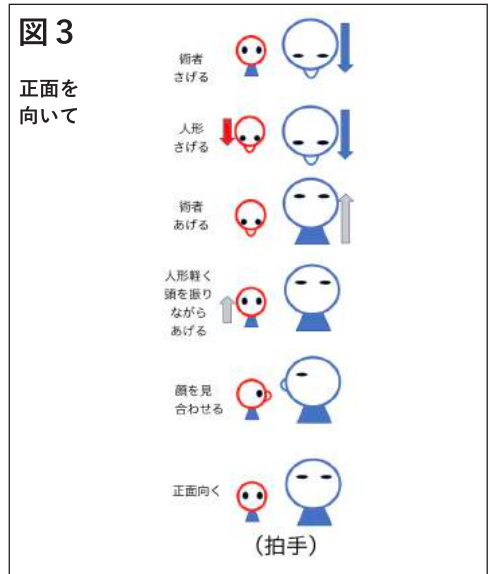 図３
正面を
向いて
術者
さげる
人形
さげる
術者
あげる
人形軽く
頭を振り
ながら
あげる
顔を見
合わせる
正面向く
（拍手）